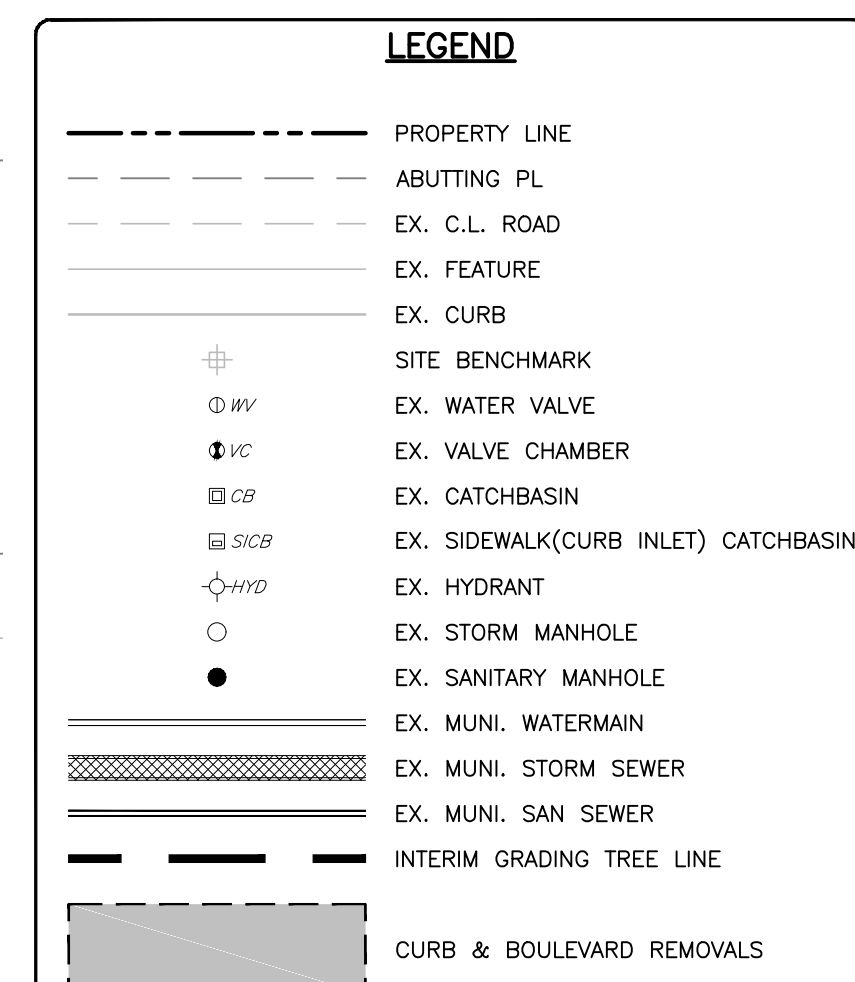 LEGEND
PROPERTY LINE
ABUTTING PL
EX. C.L. ROAD
EX. FEATURE
EX. CURB
SITE BENCHMARK
WV EX. WATER VALVE
VC EX. VALVE CHAMBER
CB EX. CATCHBASIN
SICB EX. SIDEWALK(CURB INLET) CATCHBASIN
HYD EX. HYDRANT
EX. STORM MANHOLE
EX. SANITARY MANHOLE
EX. MUNI. WATERMAIN
EX. MUNI. STORM SEWER
EX. MUNI. SAN SEWER
INTERIM GRADING TREE LINE
CURB & BOULEVARD REMOVALS